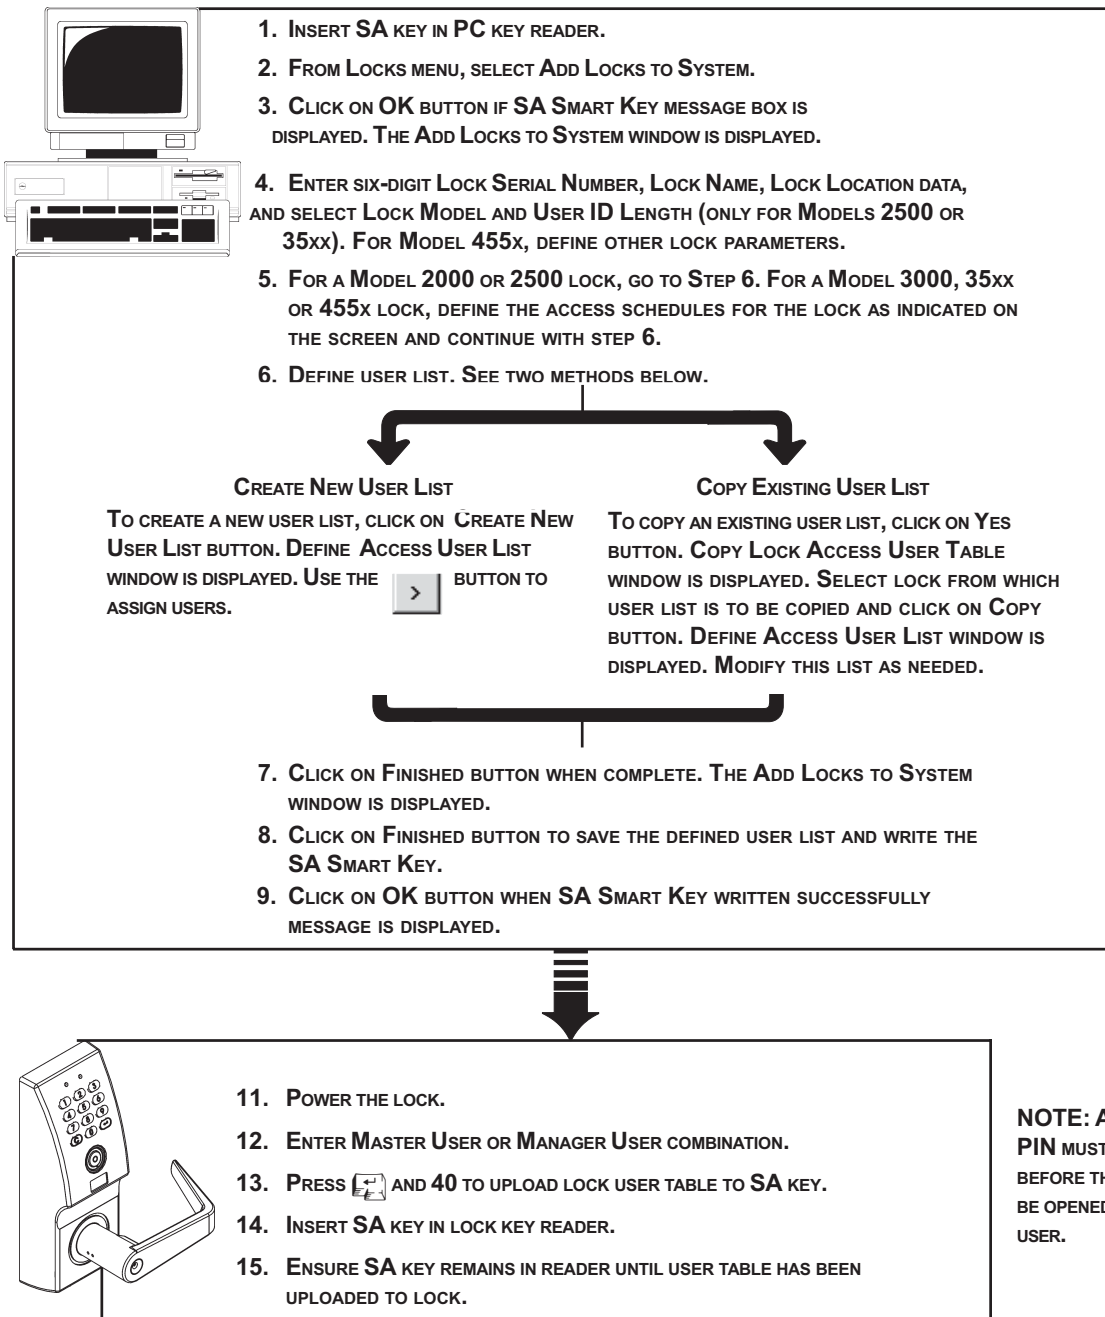 1. Insert SA key in PC key reader.
2. From Locks menu, select Add Locks to System.
3. Click on OK button if SA Smart Key message box is
displayed. The Add Locks to System window is displayed.
4. Enter six-digit Lock Serial Number, Lock Name, Lock Location data,
and select Lock Model and User ID Length (only for Models 2500 or
35xx). For Model 455x, define other lock parameters.
5. For a Model 2000 or 2500 lock, go to Step 6. For a Model 3000, 35xx
or 455x lock, define the access schedules for the lock as indicated on
the screen and continue with step 6.
6. Define user list. See two methods below.
Create New User List
To create a new user list, click on Create New
User List button. Define Access User List
window is displayed. Use the > button to
assign users.
Copy Existing User List
To copy an existing user list, click on Yes
button. Copy Lock Access User Table
window is displayed. Select lock from which
user list is to be copied and click on Copy
button. Define Access User List window is
displayed. Modify this list as needed.
7. Click on Finished button when complete. The Add Locks to System
window is displayed.
8. Click on Finished button to save the defined user list and write the
SA Smart Key.
9. Click on OK button when SA Smart Key written successfully
message is displayed.
11. Power the lock.
12. Enter Master User or Manager User combination.
13. Press ↵ and 40 to upload lock user table to SA key.
14. Insert SA key in lock key reader.
15. Ensure SA key remains in reader until user table has been
uploaded to lock.
NOTE: A
PIN must
before th
be opened
user.